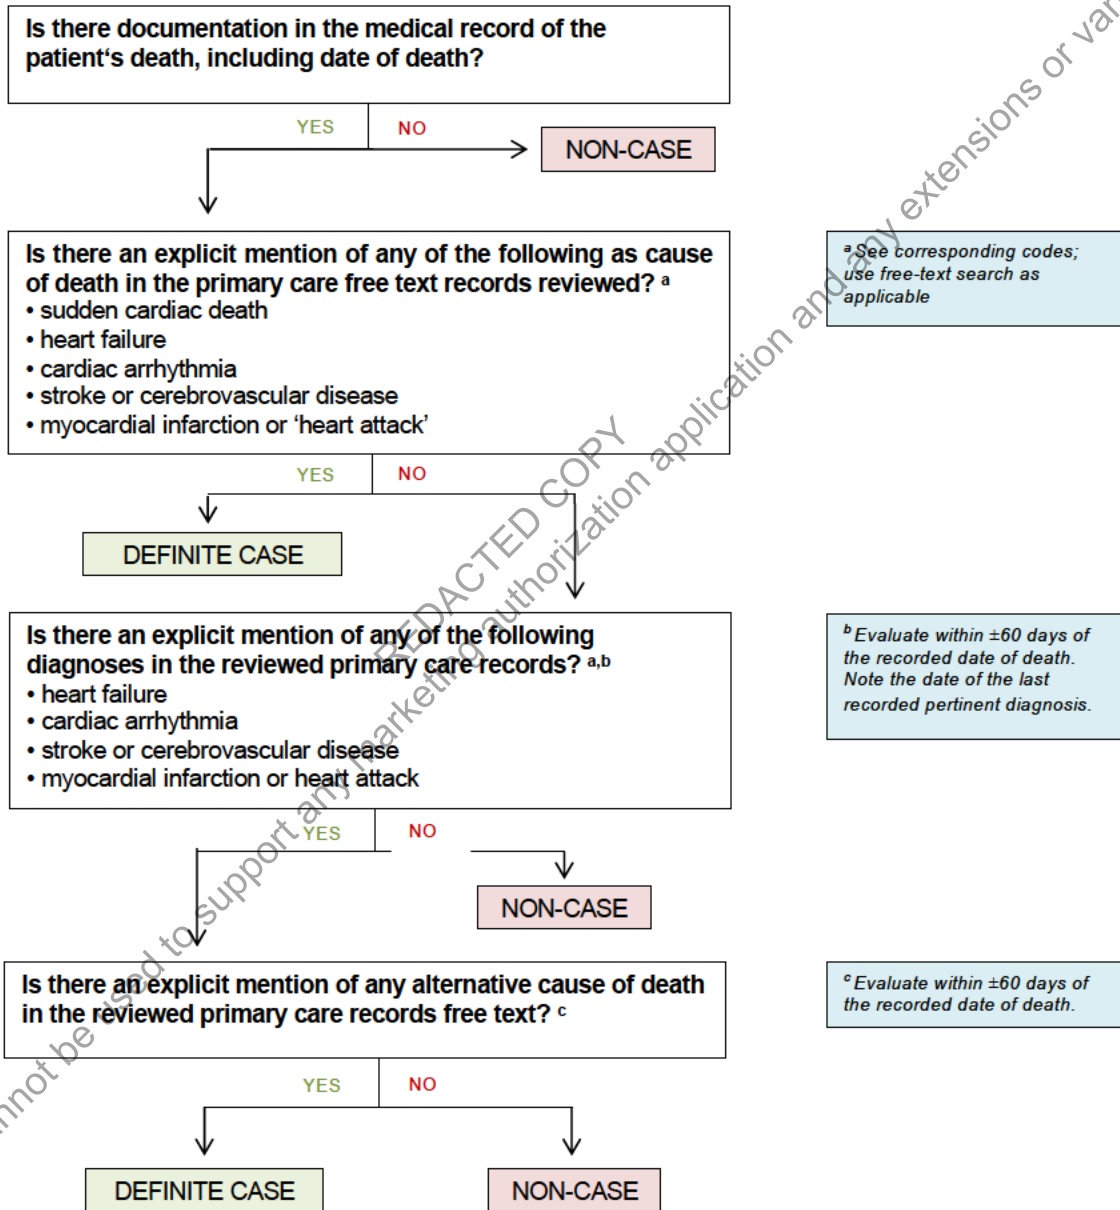 Is there documentation in the medical record of the
patient‘s death, including date of death?
YES NO
NON-CASE
Is there an explicit mention of any of the following as cause
of death in the primary care free text records reviewed? a
• sudden cardiac death
• heart failure
• cardiac arrhythmia
• stroke or cerebrovascular disease
• myocardial infarction or ‘heart attack’
a See corresponding codes;
use free-text search as
applicable
YES NO
DEFINITE CASE
Is there an explicit mention of any of the following
diagnoses in the reviewed primary care records? a,b
• heart failure
• cardiac arrhythmia
• stroke or cerebrovascular disease
• myocardial infarction or heart attack
b Evaluate within ±60 days of
the recorded date of death.
Note the date of the last
recorded pertinent diagnosis.
YES NO
NON-CASE
Is there an explicit mention of any alternative cause of death
in the reviewed primary care records free text? c
c Evaluate within ±60 days of
the recorded date of death.
YES NO
DEFINITE CASE
NON-CASE
REDACTED COPY
be used to support any marketing authorization application and any extensions or